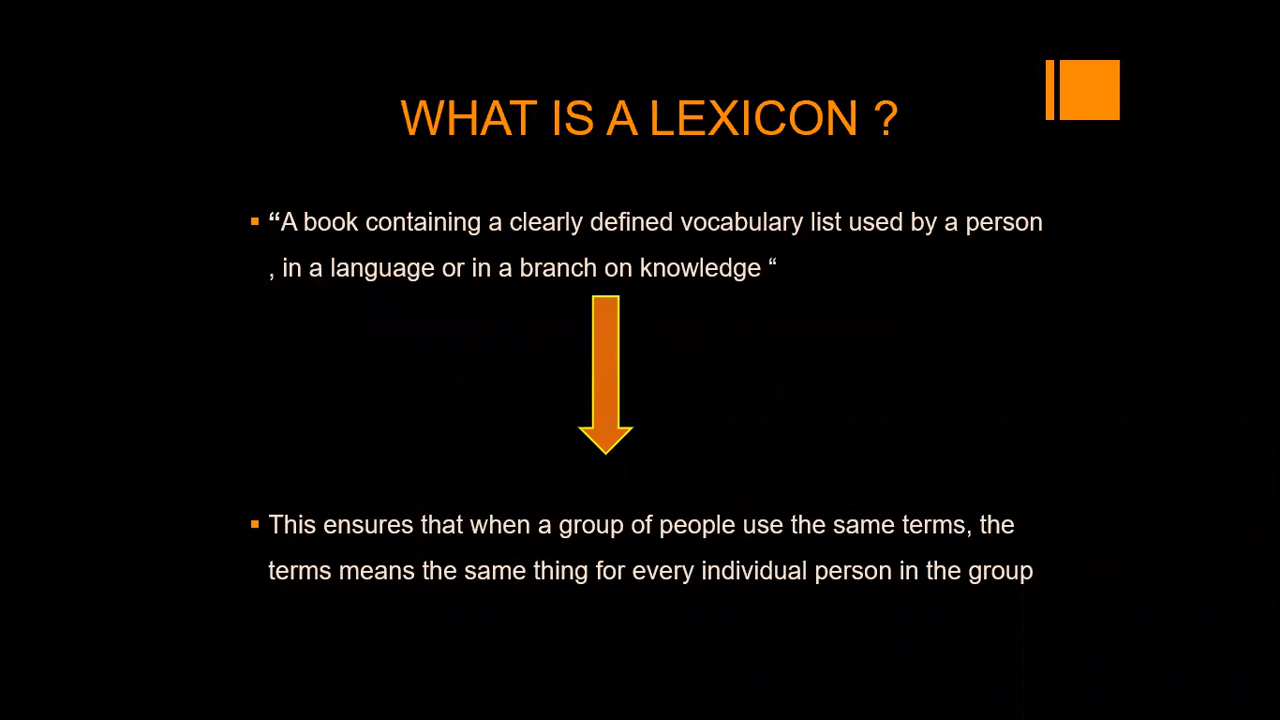 WHAT IS A LEXICON ?
“A book containing a clearly defined vocabulary list used by a person
, in a language or in a branch on knowledge “
This ensures that when a group of people use the same terms, the
terms means the same thing for every individual person in the group